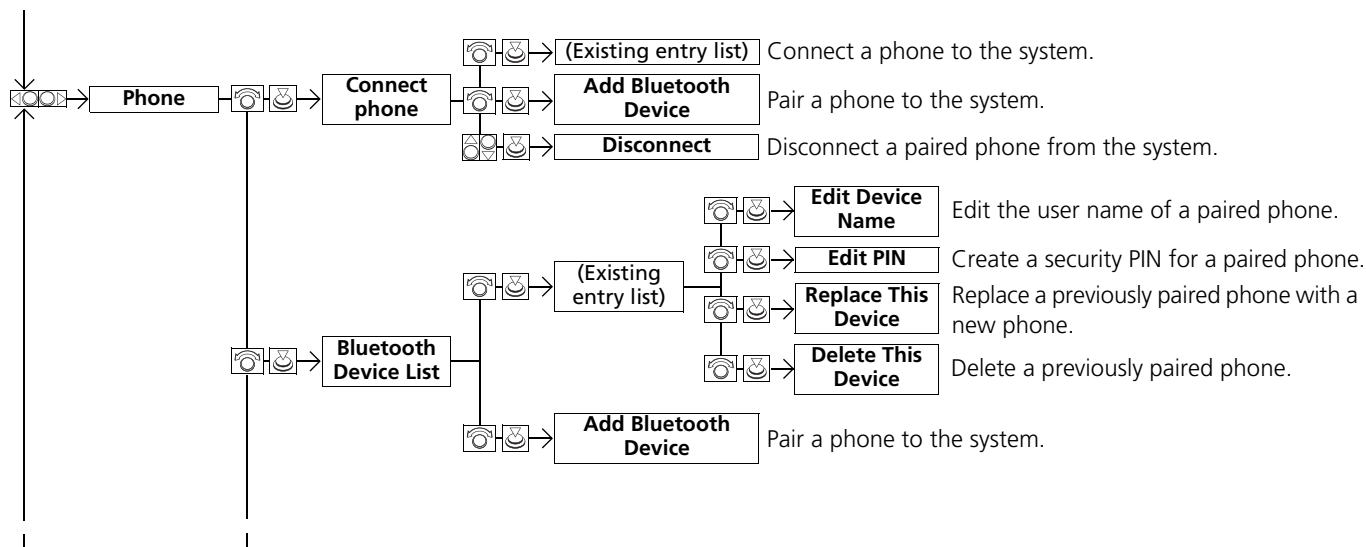 (Existing entry list) Connect a phone to the system.
Phone
Connect
phone
Add Bluetooth
Device
Pair a phone to the system.
Disconnect
Disconnect a paired phone from the system.
Edit Device
Name
Edit the user name of a paired phone.
(Existing
entry list)
Edit PIN
Create a security PIN for a paired phone.
Replace This
Device
Replace a previously paired phone with a
new phone.
Bluetooth
Device List
Delete This
Device
Delete a previously paired phone.
Add Bluetooth
Device
Pair a phone to the system.